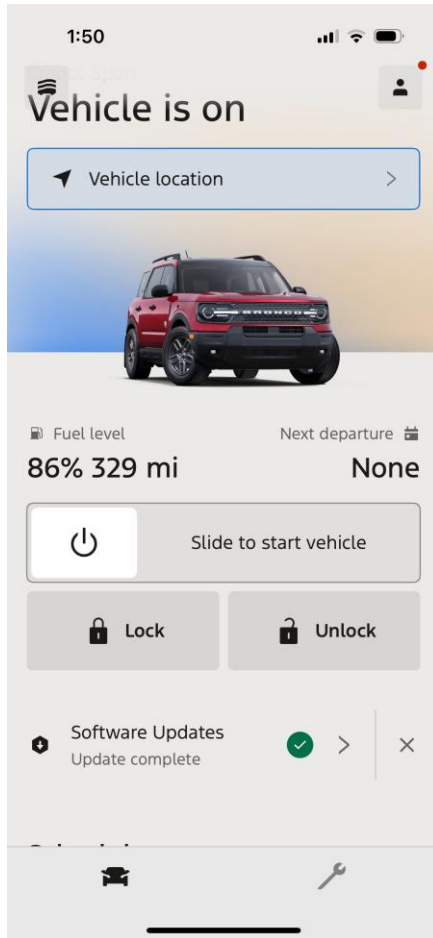 1:50
Vehicle is on
Vehicle location
BRONCO
Fuel level
Next departure
86% 329 mi
None
Slide to start vehicle
Lock
Unlock
Software Updates
Update complete